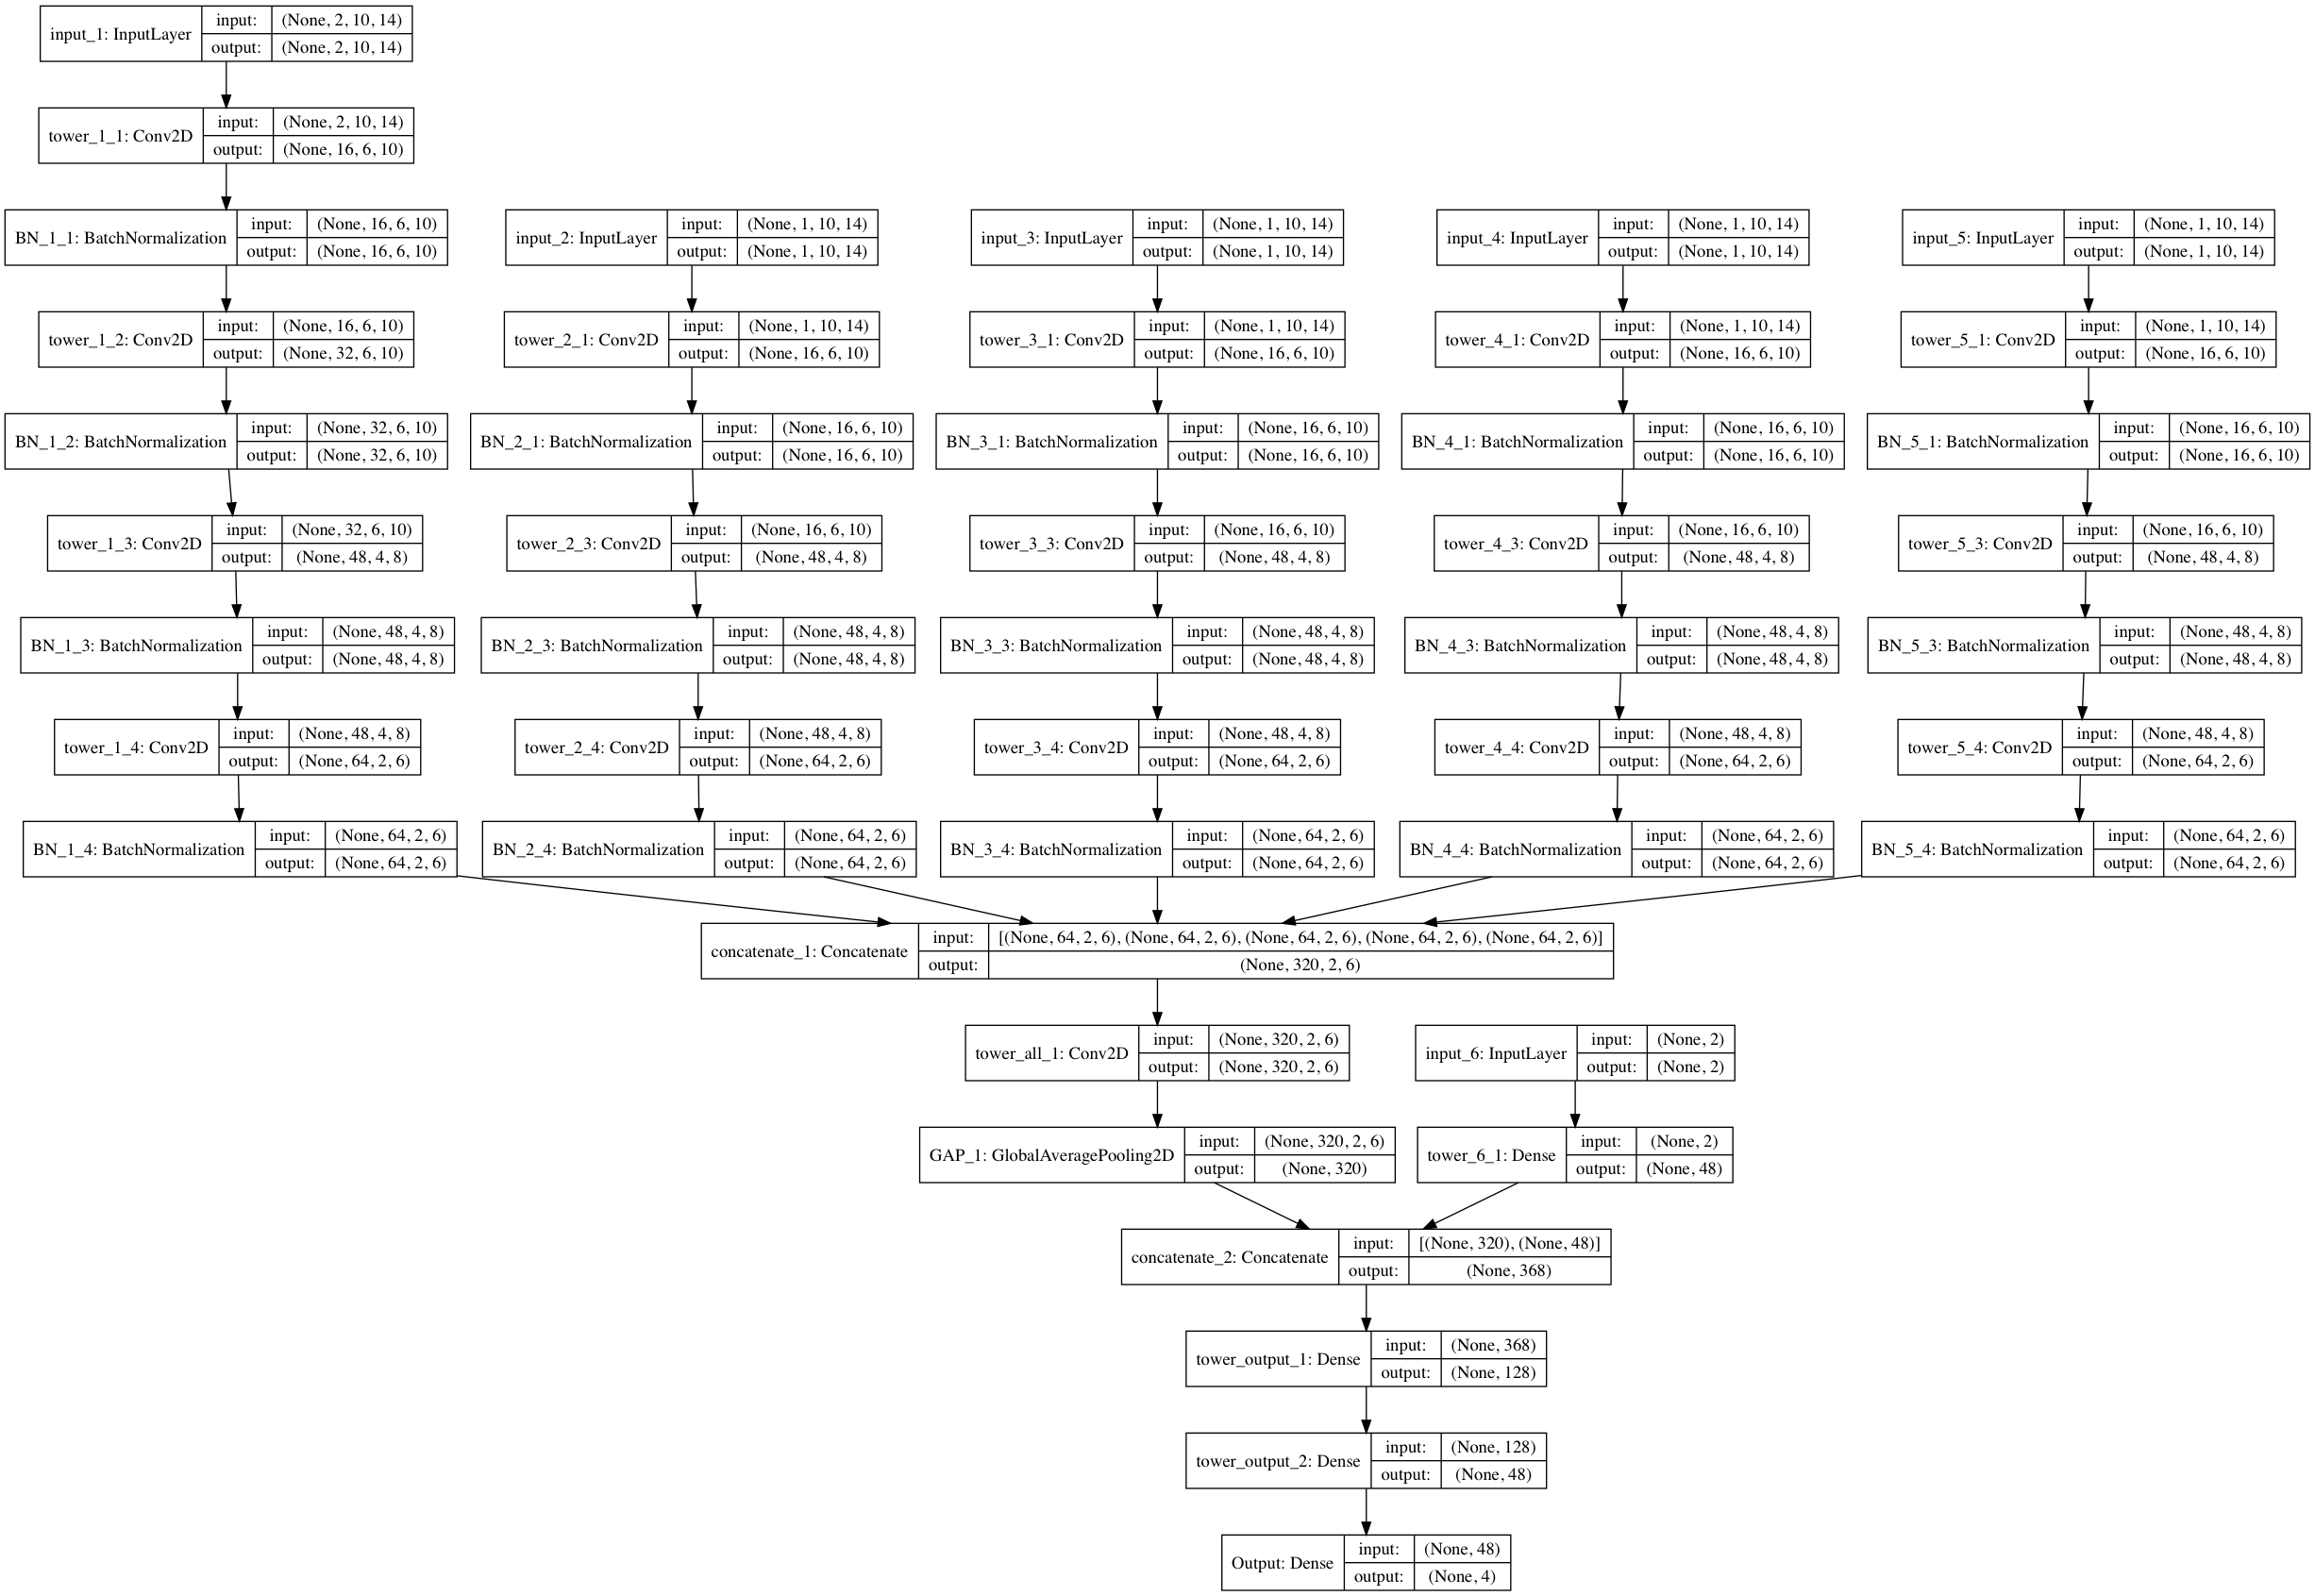 input_1: InputLayer
input: (None, 2, 10, 14)
output: (None, 2, 10, 14)
tower_1_1: Conv2D
input: (None, 2, 10, 14)
output: (None, 16, 6, 10)
BN_1_1: BatchNormalization
input: (None, 16, 6, 10)
output: (None, 16, 6, 10)
input_2: InputLayer
input: (None, 1, 10, 14)
output: (None, 1, 10, 14)
input_3: InputLayer
input: (None, 1, 10, 14)
output: (None, 1, 10, 14)
input_4: InputLayer
input: (None, 1, 10, 14)
output: (None, 1, 10, 14)
input_5: InputLayer
input: (None, 1, 10, 14)
output: (None, 1, 10, 14)
tower_1_2: Conv2D
input: (None, 16, 6, 10)
output: (None, 32, 6, 10)
tower_2_1: Conv2D
input: (None, 1, 10, 14)
output: (None, 16, 6, 10)
tower_3_1: Conv2D
input: (None, 1, 10, 14)
output: (None, 16, 6, 10)
tower_4_1: Conv2D
input: (None, 1, 10, 14)
output: (None, 16, 6, 10)
tower_5_1: Conv2D
input: (None, 1, 10, 14)
output: (None, 16, 6, 10)
BN_1_2: BatchNormalization
input: (None, 32, 6, 10)
output: (None, 32, 6, 10)
BN_2_1: BatchNormalization
input: (None, 16, 6, 10)
output: (None, 16, 6, 10)
BN_3_1: BatchNormalization
input: (None, 16, 6, 10)
output: (None, 16, 6, 10)
BN_4_1: BatchNormalization
input: (None, 16, 6, 10)
output: (None, 16, 6, 10)
BN_5_1: BatchNormalization
input: (None, 16, 6, 10)
output: (None, 16, 6, 10)
tower_1_3: Conv2D
input: (None, 32, 6, 10)
output: (None, 48, 4, 8)
tower_2_3: Conv2D
input: (None, 16, 6, 10)
output: (None, 48, 4, 8)
tower_3_3: Conv2D
input: (None, 16, 6, 10)
output: (None, 48, 4, 8)
tower_4_3: Conv2D
input: (None, 16, 6, 10)
output: (None, 48, 4, 8)
tower_5_3: Conv2D
input: (None, 16, 6, 10)
output: (None, 48, 4, 8)
BN_1_3: BatchNormalization
input: (None, 48, 4, 8)
output: (None, 48, 4, 8)
BN_2_3: BatchNormalization
input: (None, 48, 4, 8)
output: (None, 48, 4, 8)
BN_3_3: BatchNormalization
input: (None, 48, 4, 8)
output: (None, 48, 4, 8)
BN_4_3: BatchNormalization
input: (None, 48, 4, 8)
output: (None, 48, 4, 8)
BN_5_3: BatchNormalization
input: (None, 48, 4, 8)
output: (None, 48, 4, 8)
tower_1_4: Conv2D
input: (None, 48, 4, 8)
output: (None, 64, 2, 6)
tower_2_4: Conv2D
input: (None, 48, 4, 8)
output: (None, 64, 2, 6)
tower_3_4: Conv2D
input: (None, 48, 4, 8)
output: (None, 64, 2, 6)
tower_4_4: Conv2D
input: (None, 48, 4, 8)
output: (None, 64, 2, 6)
tower_5_4: Conv2D
input: (None, 48, 4, 8)
output: (None, 64, 2, 6)
BN_1_4: BatchNormalization
input: (None, 64, 2, 6)
output: (None, 64, 2, 6)
BN_2_4: BatchNormalization
input: (None, 64, 2, 6)
output: (None, 64, 2, 6)
BN_3_4: BatchNormalization
input: (None, 64, 2, 6)
output: (None, 64, 2, 6)
BN_4_4: BatchNormalization
input: (None, 64, 2, 6)
output: (None, 64, 2, 6)
BN_5_4: BatchNormalization
input: (None, 64, 2, 6)
output: (None, 64, 2, 6)
concatenate_1: Concatenate
input: [(None, 64, 2, 6), (None, 64, 2, 6), (None, 64, 2, 6), (None, 64, 2, 6), (None, 64, 2, 6)]
output: (None, 320, 2, 6)
tower_all_1: Conv2D
input: (None, 320, 2, 6)
output: (None, 320, 2, 6)
input_6: InputLayer
input: (None, 2)
output: (None, 2)
GAP_1: GlobalAveragePooling2D
input: (None, 320, 2, 6)
output: (None, 320)
tower_6_1: Dense
input: (None, 2)
output: (None, 48)
concatenate_2: Concatenate
input: [(None, 320), (None, 48)]
output: (None, 368)
tower_output_1: Dense
input: (None, 368)
output: (None, 128)
tower_output_2: Dense
input: (None, 128)
output: (None, 48)
Output: Dense
input: (None, 48)
output: (None, 4)